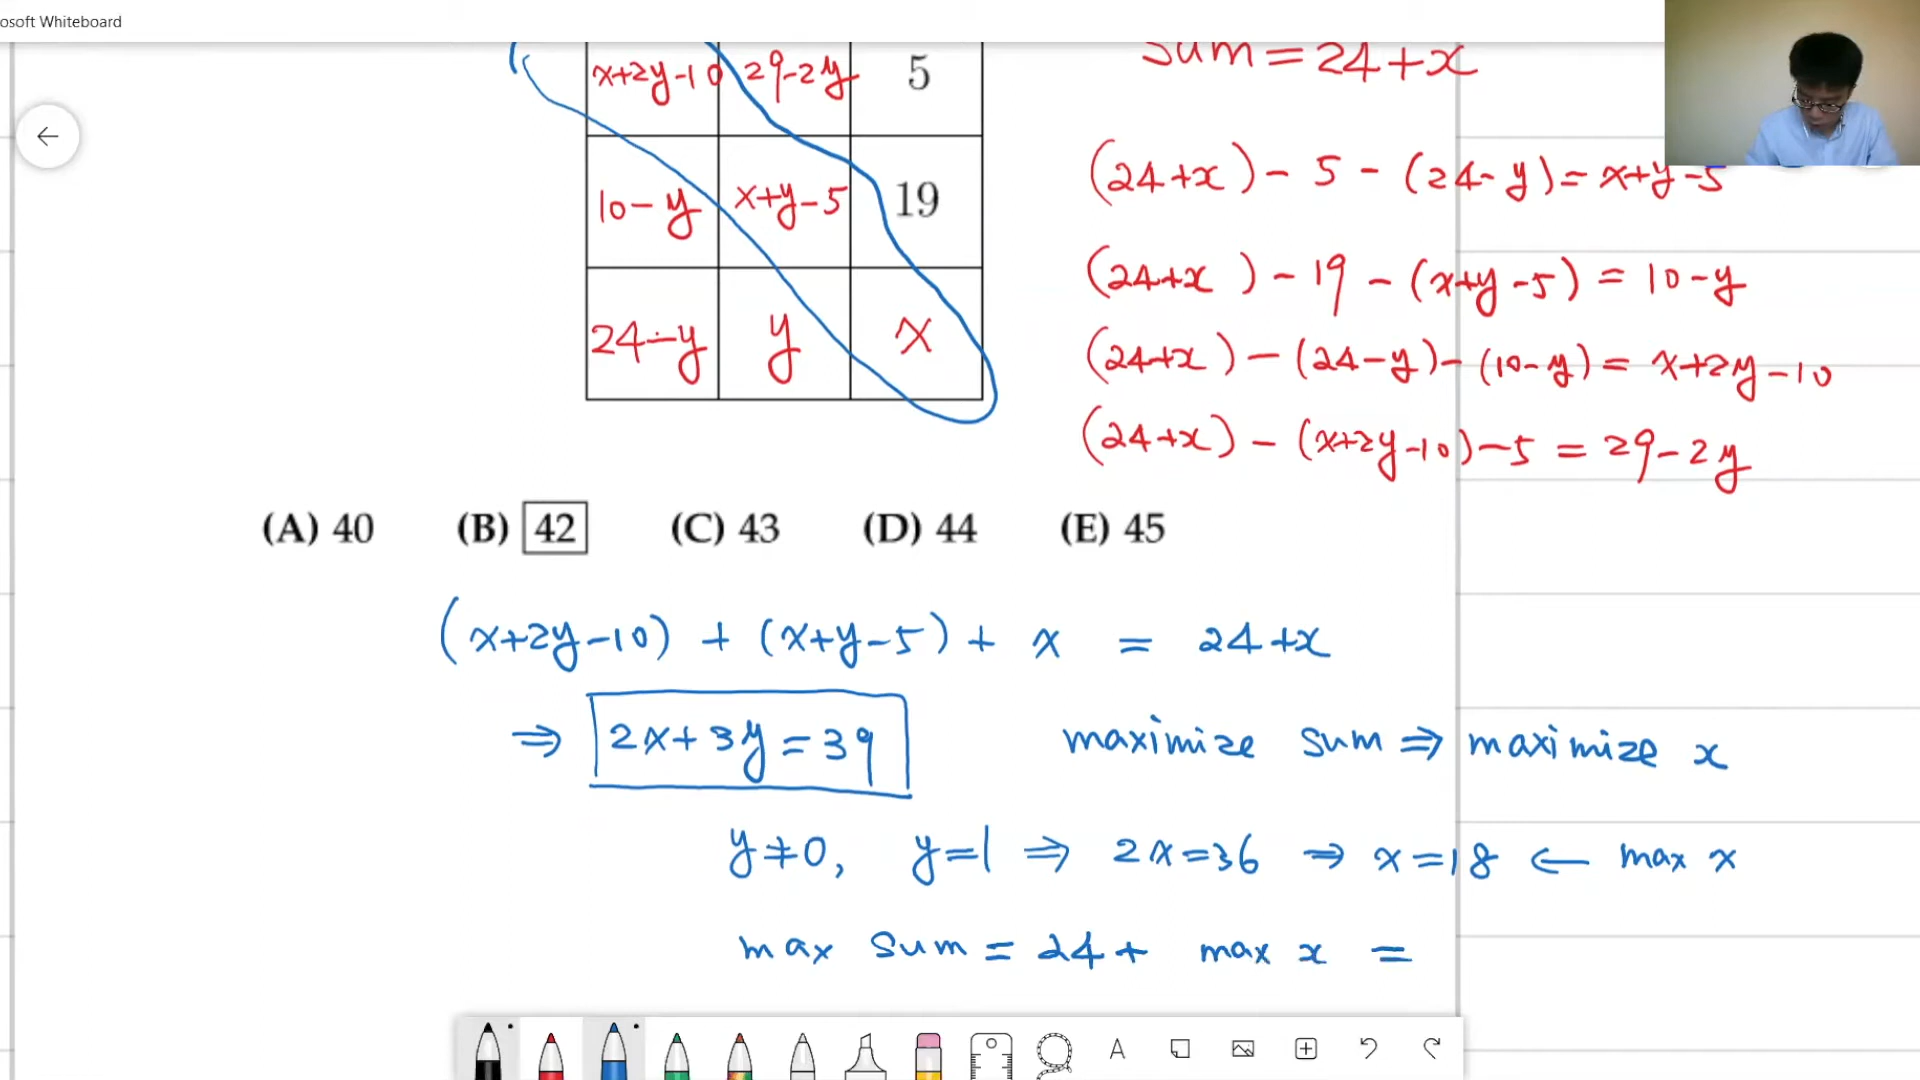 osoft Whiteboard
sum = 24+x
x+2y-10 29-2y 5
10-y x+y-5 19
24-y y x
(24+x) - 5 - (24-y) = x+y-5
(24+x) - 19 - (x+y-5) = 10-y
(24+x) - (24-y) - (10-y) = x+2y-10
(24+x) - (x+2y-10) - 5 = 29-2y
(A) 40 (B) 42 (C) 43 (D) 44 (E) 45
(x+2y-10) + (x+y-5) + x = 24+x
⇒ 2x+3y=39 maximize sum ⇒ maximize x
y≠0, y=1 ⇒ 2x=36 ⇒ x=18 ← max x
max sum = 24+ max x =
A